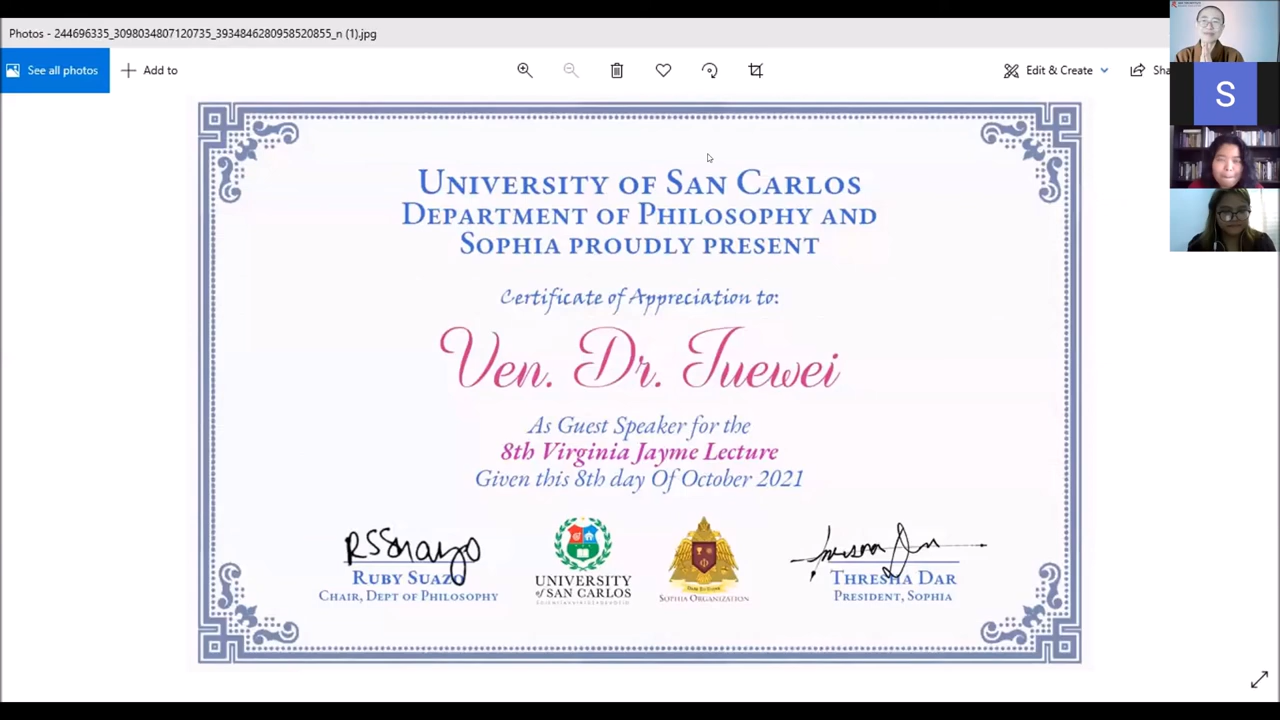 Photos - 244696335_3098034807120735_3934846280958520855_n (1).jpg
See all photos
Add to
Edit & Create
Sha
S
UNIVERSITY OF SAN CARLOS
DEPARTMENT OF PHILOSOPHY AND
SOPHIA PROUDLY PRESENT
Certificate of Appreciation to:
Ven. Dr. Juewei
As Guest Speaker for the
8th Virginia Jayme Lecture
Given this 8th day Of October 2021
RSSuazo
RUBY SUAZO
CHAIR, DEPT OF PHILOSOPHY
UNIVERSITY
OF SAN CARLOS
SOPHIA ORGANIZATION
THRESHA DAR
PRESIDENT, SOPHIA